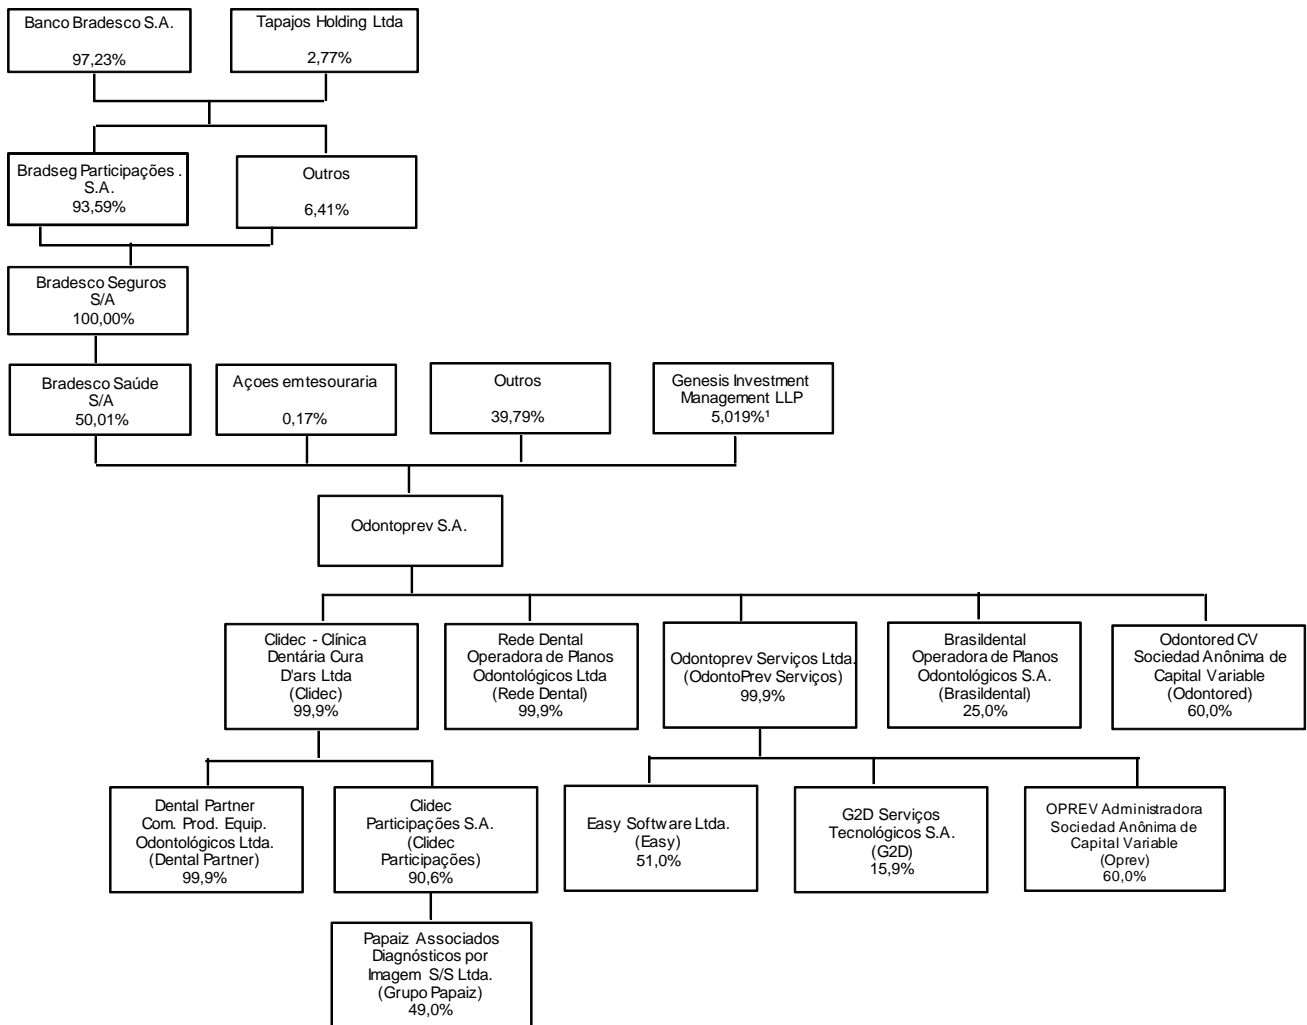 Banco Bradesco S.A.
97,23%
Tapajos Holding Ltda
2,77%
Bradseg Participações .
S.A.
93,59%
Outros
6,41%
Bradesco Seguros
S/A
100,00%
Bradesco Saúde
S/A
50,01%
Açoes em tesouraria
0,17%
Outros
39,79%
Genesis Investment
Management LLP
5,019%¹
Odontoprev S.A.
Clidec - Clínica
Dentária Cura
D'ars Ltda
(Clidec)
99,9%
Rede Dental
Operadora de Planos
Odontológicos Ltda
(Rede Dental)
99,9%
Odontoprev Serviços Ltda.
(OdontoPrev Serviços)
99,9%
Brasildental
Operadora de Planos
Odontológicos S.A.
(Brasildental)
25,0%
Odontored CV
Sociedad Anônima de
Capital Variable
(Odontored)
60,0%
Dental Partner
Com. Prod. Equip.
Odontológicos Ltda.
(Dental Partner)
99,9%
Clidec
Participações S.A.
(Clidec
Participações)
90,6%
Easy Software Ltda.
(Easy)
51,0%
G2D Serviços
Tecnológicos S.A.
(G2D)
15,9%
OPREV Administradora
Sociedad Anônima de
Capital Variable
(Oprev)
60,0%
Papaiz Associados
Diagnósticos por
Imagem S/S Ltda.
(Grupo Papaiz)
49,0%